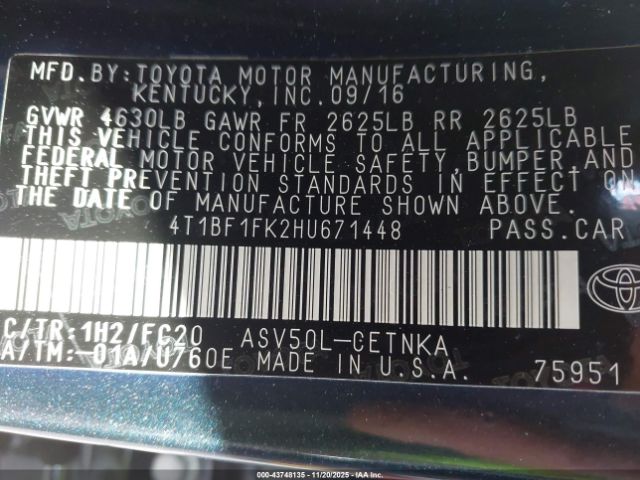 MFD. BY: TOYOTA MOTOR MANUFACTURING,
KENTUCKY, INC. 09/16
GVWR 4630LB GAWR FR 2625LB RR 2625LB
THIS VEHICLE CONFORMS TO ALL APPLICABLE
FEDERAL MOTOR VEHICLE SAFETY, BUMPER, AND
THEFT PREVENTION STANDARDS IN EFFECT ON
THE DATE OF MANUFACTURE SHOWN ABOVE.
4T1BF1FK2HU671448 PASS.CAR
C/TR: 1H2/FC20 ASV50L-CETNKA
A/TM: -01A/U760E MADE IN U.S.A. 75951
000-43748135 - 11/20/2025 - IAAI.COM